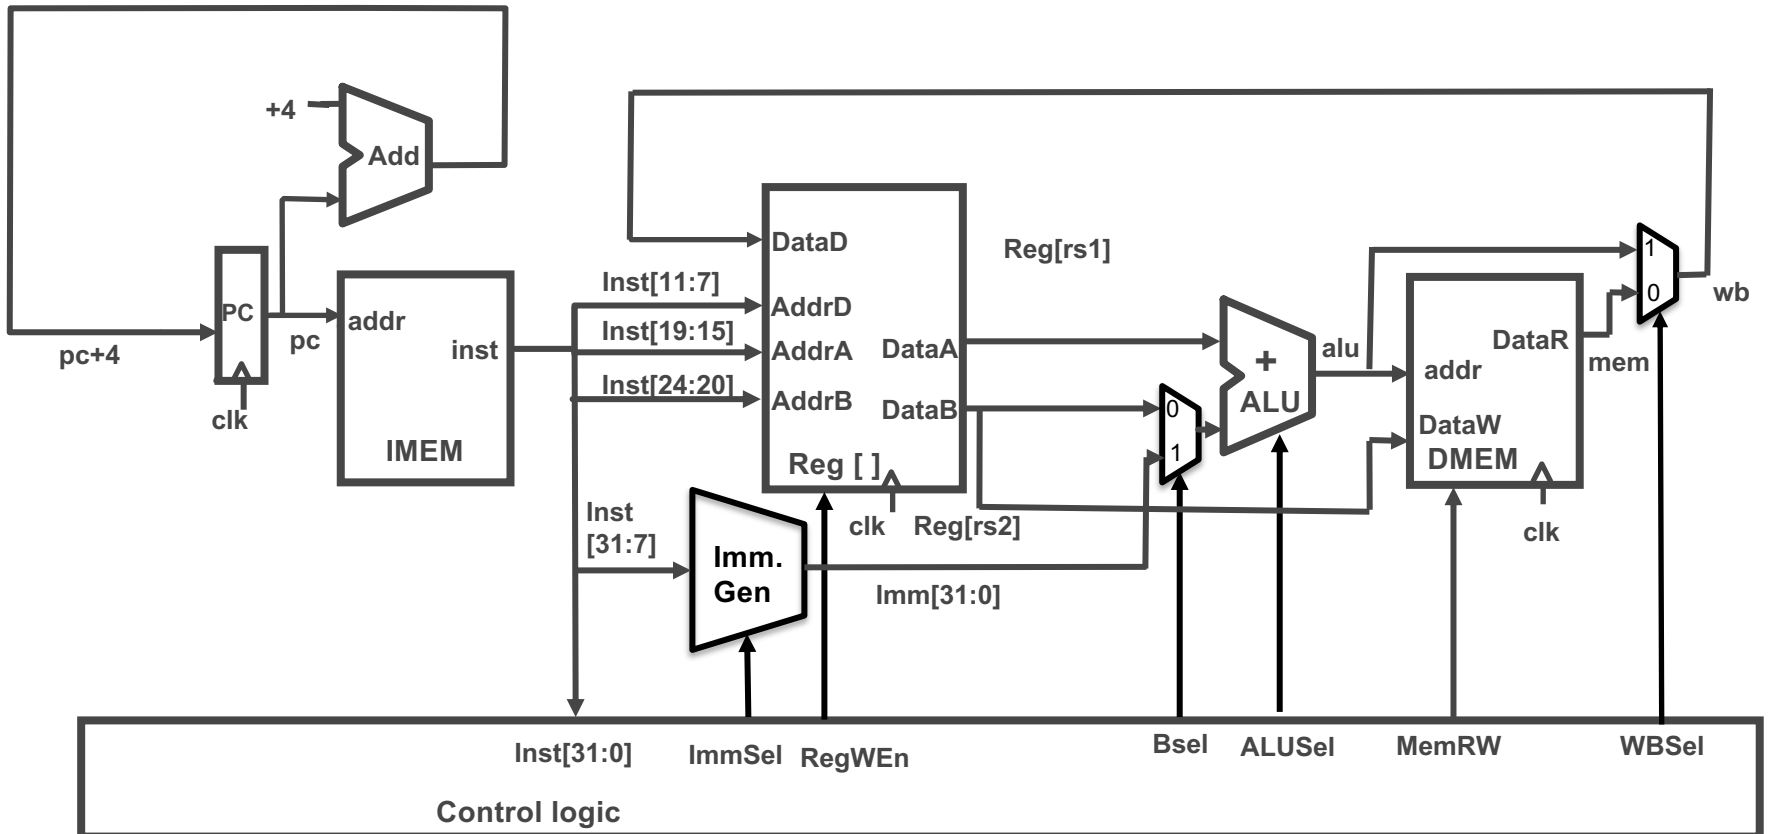 +4
Add
DataD
Reg[rs1]
1
Inst[11:7]
0
wb
PC
AddrD
addr
pc
Inst[19:15]
AddrA
DataA
inst
pc+4
+
ALU
alu
DataR
mem
addr
Inst[24:20]
AddrB
DataB
0
1
clk
IMEM
DataW
DMEM
Reg [ ]
clk
Reg[rs2]
clk
Inst
[31:7]
Imm.
Gen
Imm[31:0]
Inst[31:0]
ImmSel
RegWEn
Bsel
ALUSel
MemRW
WBSel
Control logic